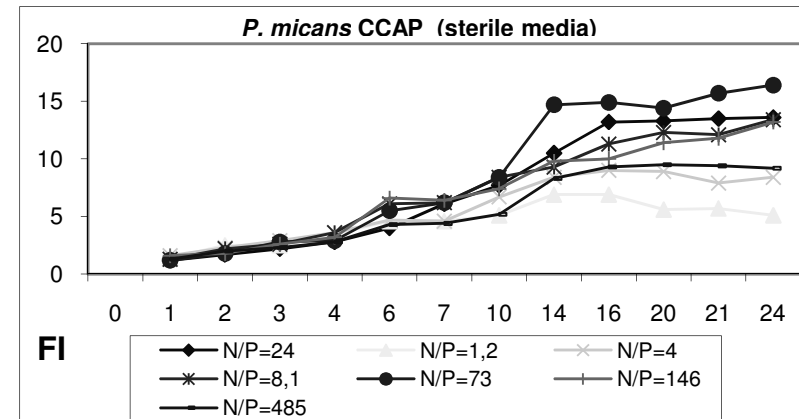 P. micans CCAP (sterile media)
20
15
10
5
0
0 1 2 3 4 6 7 10 14 16 20 21 24
FI
N/P=24 N/P=1,2 N/P=4
N/P=8,1 N/P=73 N/P=146
N/P=485